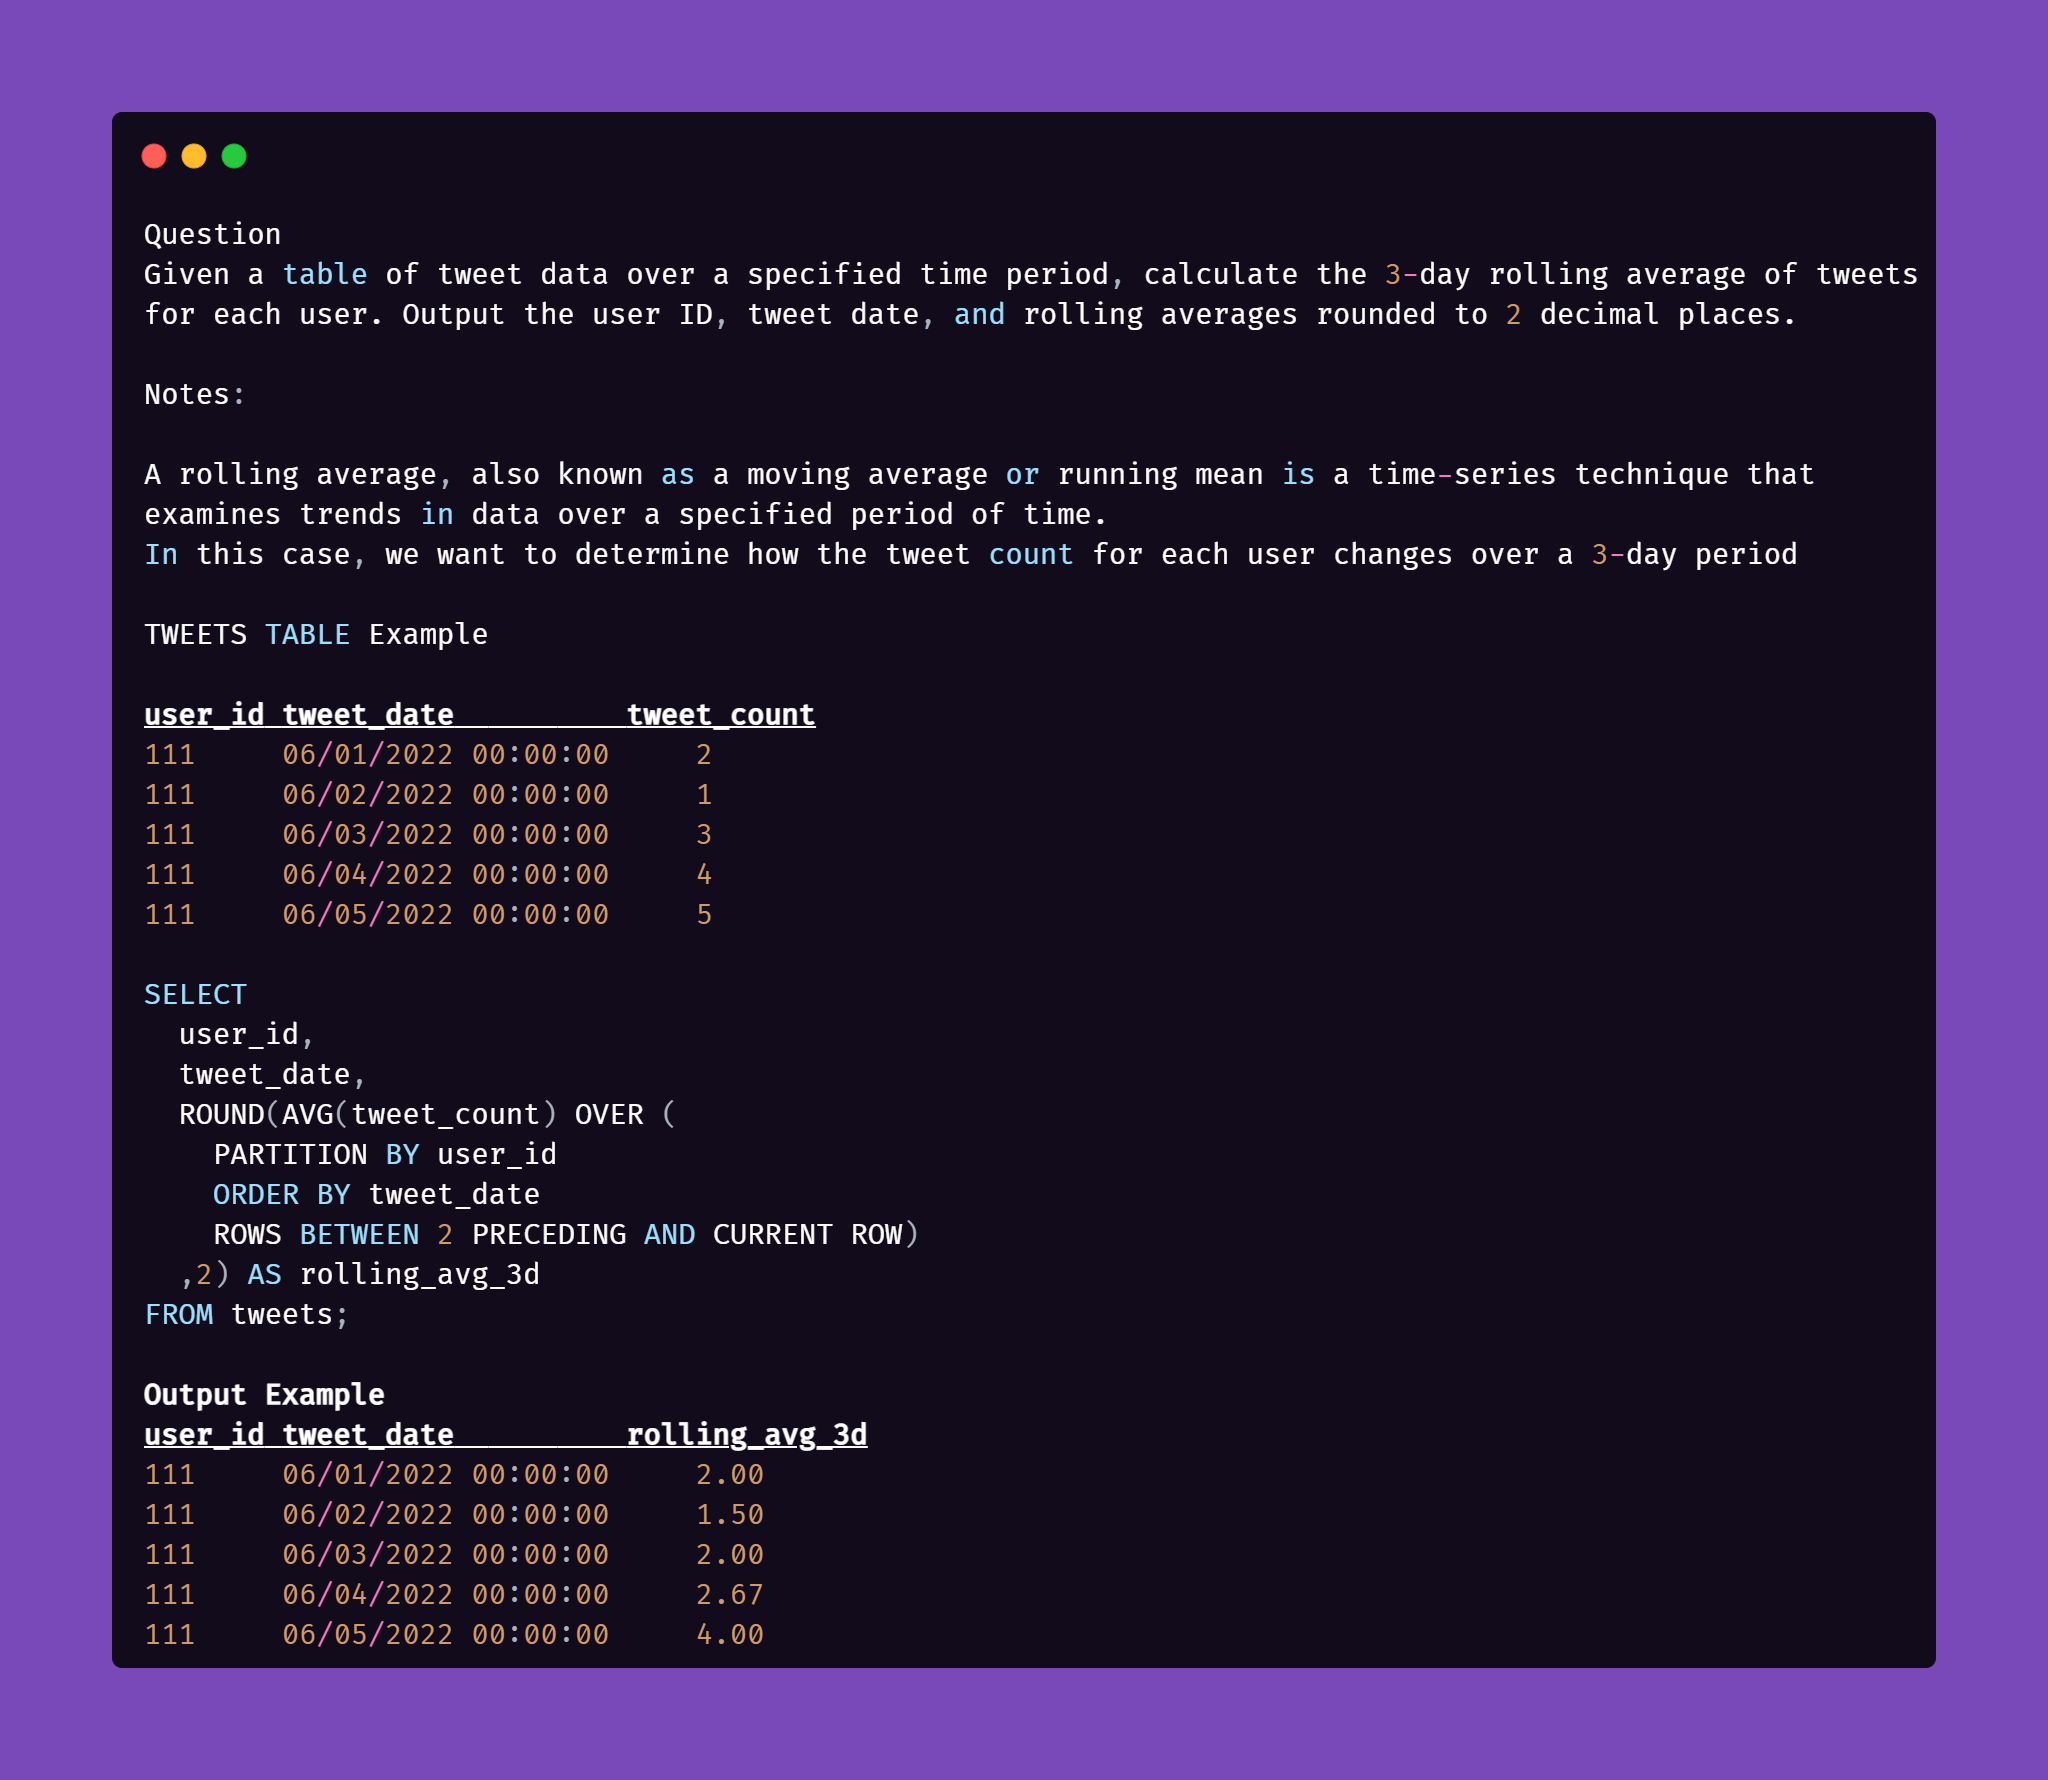 Question
Given a table of tweet data over a specified time period, calculate the 3-day rolling average of tweets
for each user. Output the user ID, tweet date, and rolling averages rounded to 2 decimal places.
Notes:
A rolling average, also known as a moving average or running mean is a time-series technique that
examines trends in data over a specified period of time.
In this case, we want to determine how the tweet count for each user changes over a 3-day period
TWEETS TABLE Example
user_id tweet_date          tweet_count
111     06/01/2022 00:00:00     2
111     06/02/2022 00:00:00     1
111     06/03/2022 00:00:00     3
111     06/04/2022 00:00:00     4
111     06/05/2022 00:00:00     5
SELECT
  user_id,
  tweet_date,
  ROUND(AVG(tweet_count) OVER (
    PARTITION BY user_id
    ORDER BY tweet_date
    ROWS BETWEEN 2 PRECEDING AND CURRENT ROW)
  ,2) AS rolling_avg_3d
FROM tweets;
Output Example
user_id tweet_date          rolling_avg_3d
111     06/01/2022 00:00:00     2.00
111     06/02/2022 00:00:00     1.50
111     06/03/2022 00:00:00     2.00
111     06/04/2022 00:00:00     2.67
111     06/05/2022 00:00:00     4.00